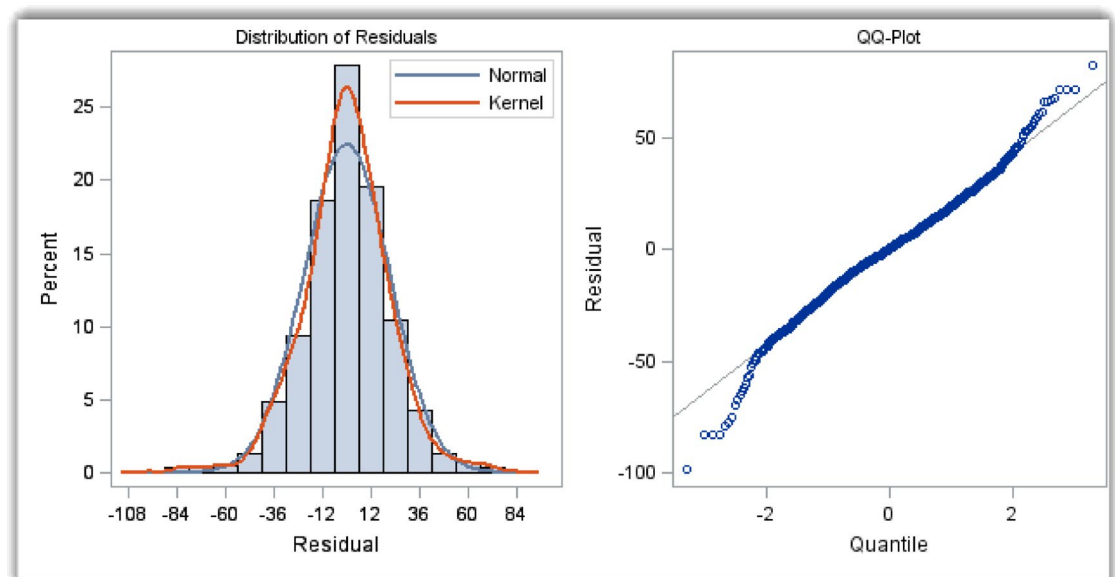 Distribution of Residuals
Normal
Kernel
25
20
15
10
5
0
Percent
-108 -84 -60 -36 -12 12 36 60 84
Residual
QQ-Plot
50
0
-50
-100
Residual
-2 0 2
Quantile